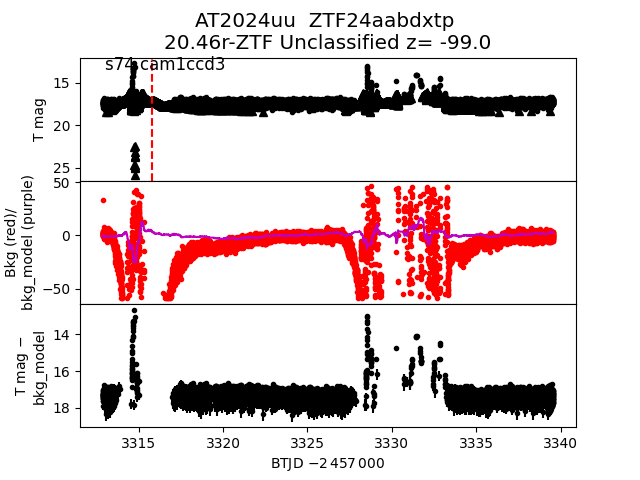 AT2024uu  ZTF24aabdxtp
20.46r-ZTF Unclassified z= -99.0
s74 cam1ccd3
15
20
25
T mag
50
0
−50
Bkg (red)/
bkg_model (purple)
14
16
18
T mag −
bkg_model
3315 3320 3325 3330 3335 3340
BTJD −2 457 000